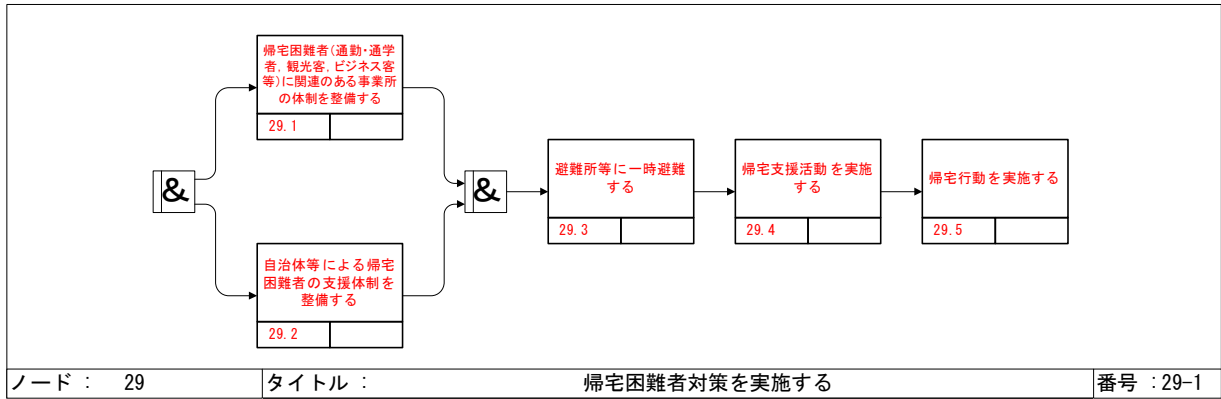 帰宅困難者(通勤・通学
者，観光客，ビジネス客
等)に関連のある事業所
の体制を整備する
29.1
&
&
避難所等に一時避難
する
29.3
帰宅支援活動を実施
する
29.4
帰宅行動を実施する
29.5
自治体等による帰宅
困難者の支援体制を
整備する
29.2
ノード： 29 タイトル： 帰宅困難者対策を実施する 番号：29-1